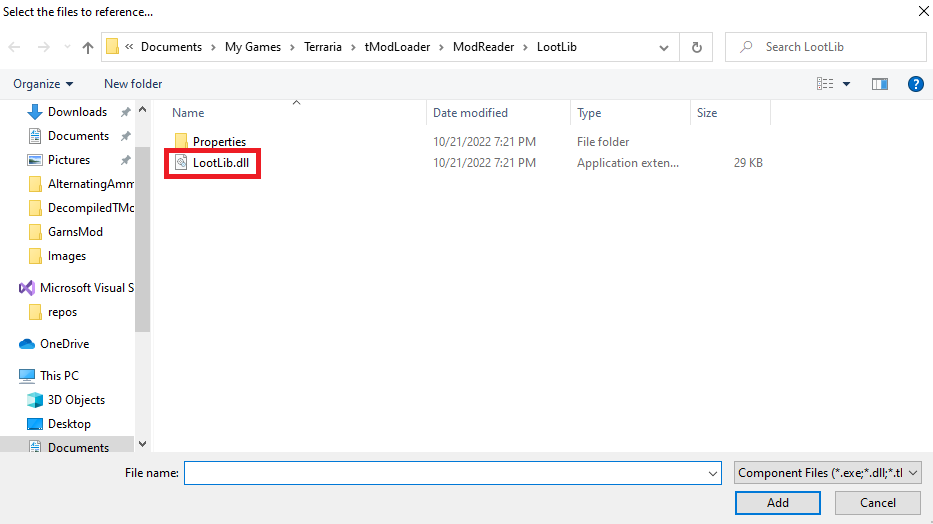 Select the files to reference...
« Documents > My Games > Terraria > tModLoader > ModReader > LootLib
Search LootLib
Organize
New folder
?
Downloads
Documents
Pictures
AlternatingAmm
DecompiledTMc
GarnsMod
Images
Microsoft Visual S
repos
OneDrive
This PC
3D Objects
Desktop
Documents
Name Date modified Type Size
Properties 10/21/2022 7:21 PM File folder
LootLib.dll 10/21/2022 7:21 PM Application exten... 29 KB
File name:
Component Files (*.exe;*.dll;*.tl
Add
Cancel